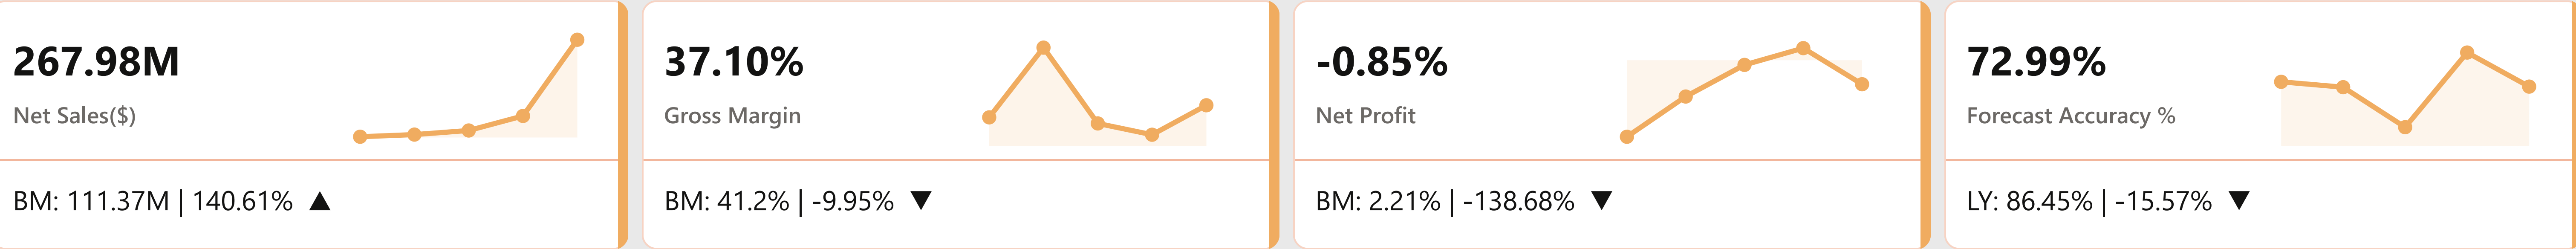 267.98M
Net Sales($)
BM: 111.37M | 140.61% ▲
37.10%
Gross Margin
BM: 41.2% | -9.95% ▼
-0.85%
Net Profit
BM: 2.21% | -138.68% ▼
72.99%
Forecast Accuracy %
LY: 86.45% | -15.57% ▼